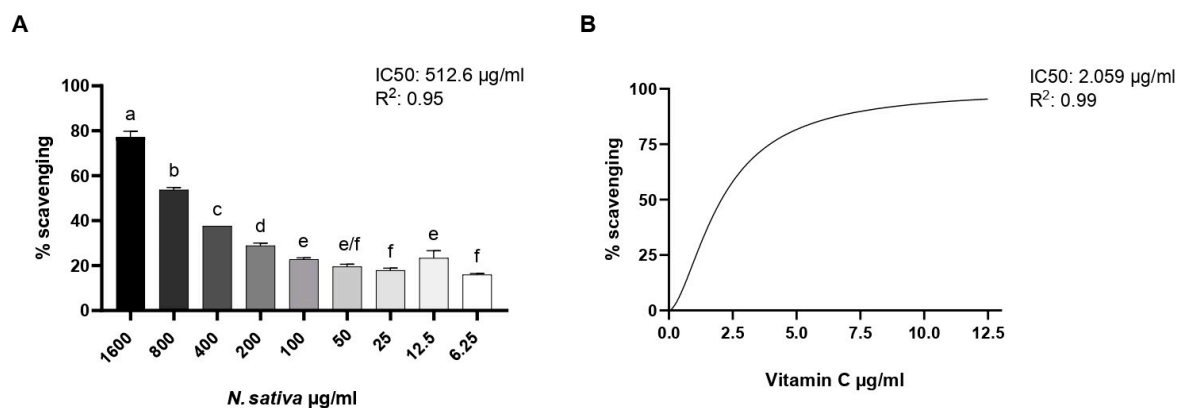 A
IC50: 512.6 µg/ml
R2: 0.95
% scavenging
100
80
60
40
20
0
a
b
c
d
e
e/f
f
e
f
1600
800
400
200
100
50
25
12.5
6.25
N. sativa µg/ml
B
IC50: 2.059 µg/ml
R2: 0.99
% scavenging
100
75
50
25
0
0.0
2.5
5.0
7.5
10.0
12.5
Vitamin C µg/ml